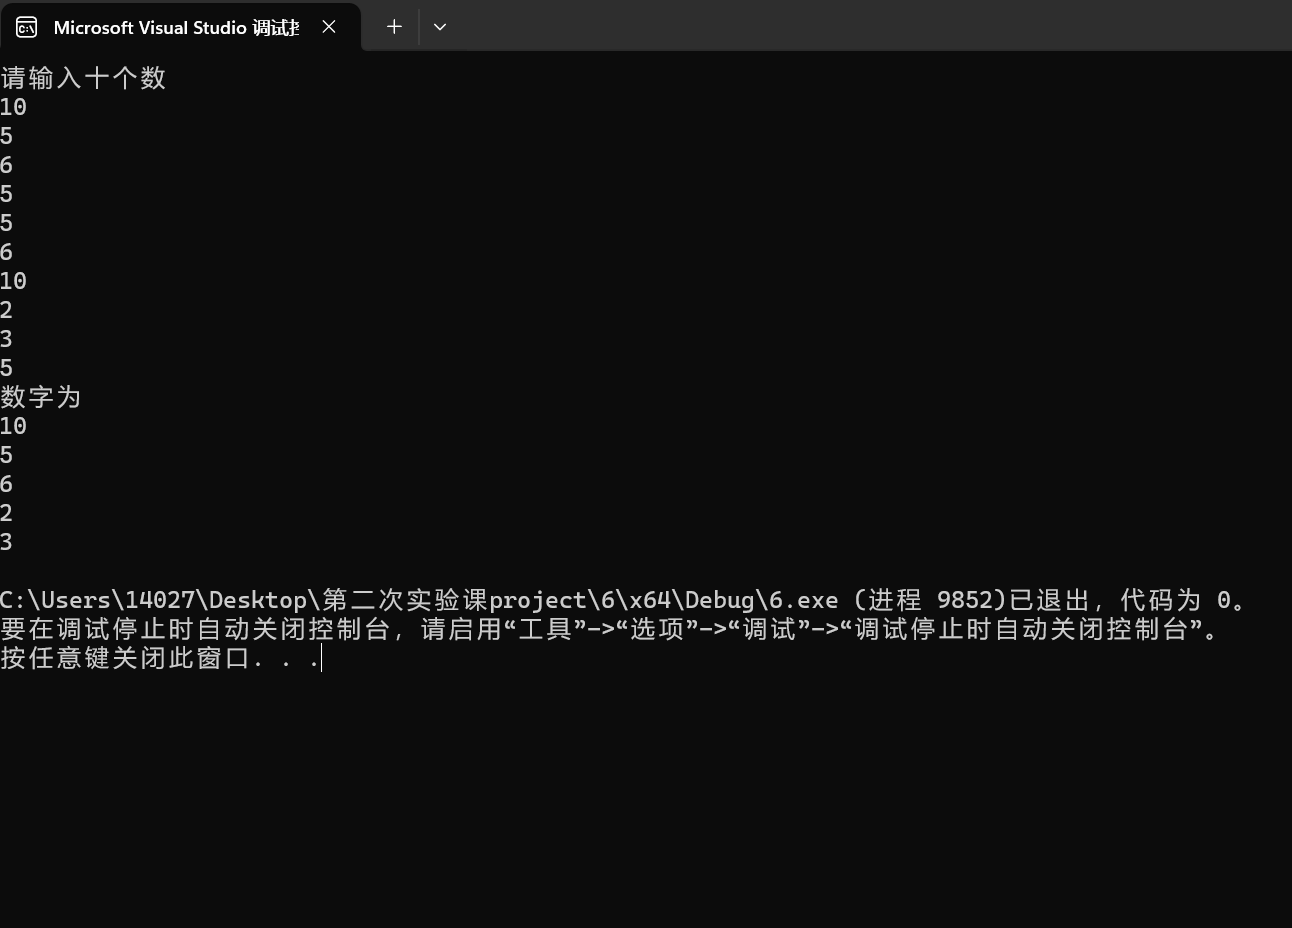 Microsoft Visual Studio 调试控
请输入十个数
10
5
6
5
5
6
10
2
3
5
数字为
10
5
6
2
3
C:\Users\14027\Desktop\第二次实验课project\6\x64\Debug\6.exe (进程 9852)已退出，代码为 0。
要在调试停止时自动关闭控制台，请启用“工具”->“选项”->“调试”->“调试停止时自动关闭控制台”。
按任意键关闭此窗口. . .